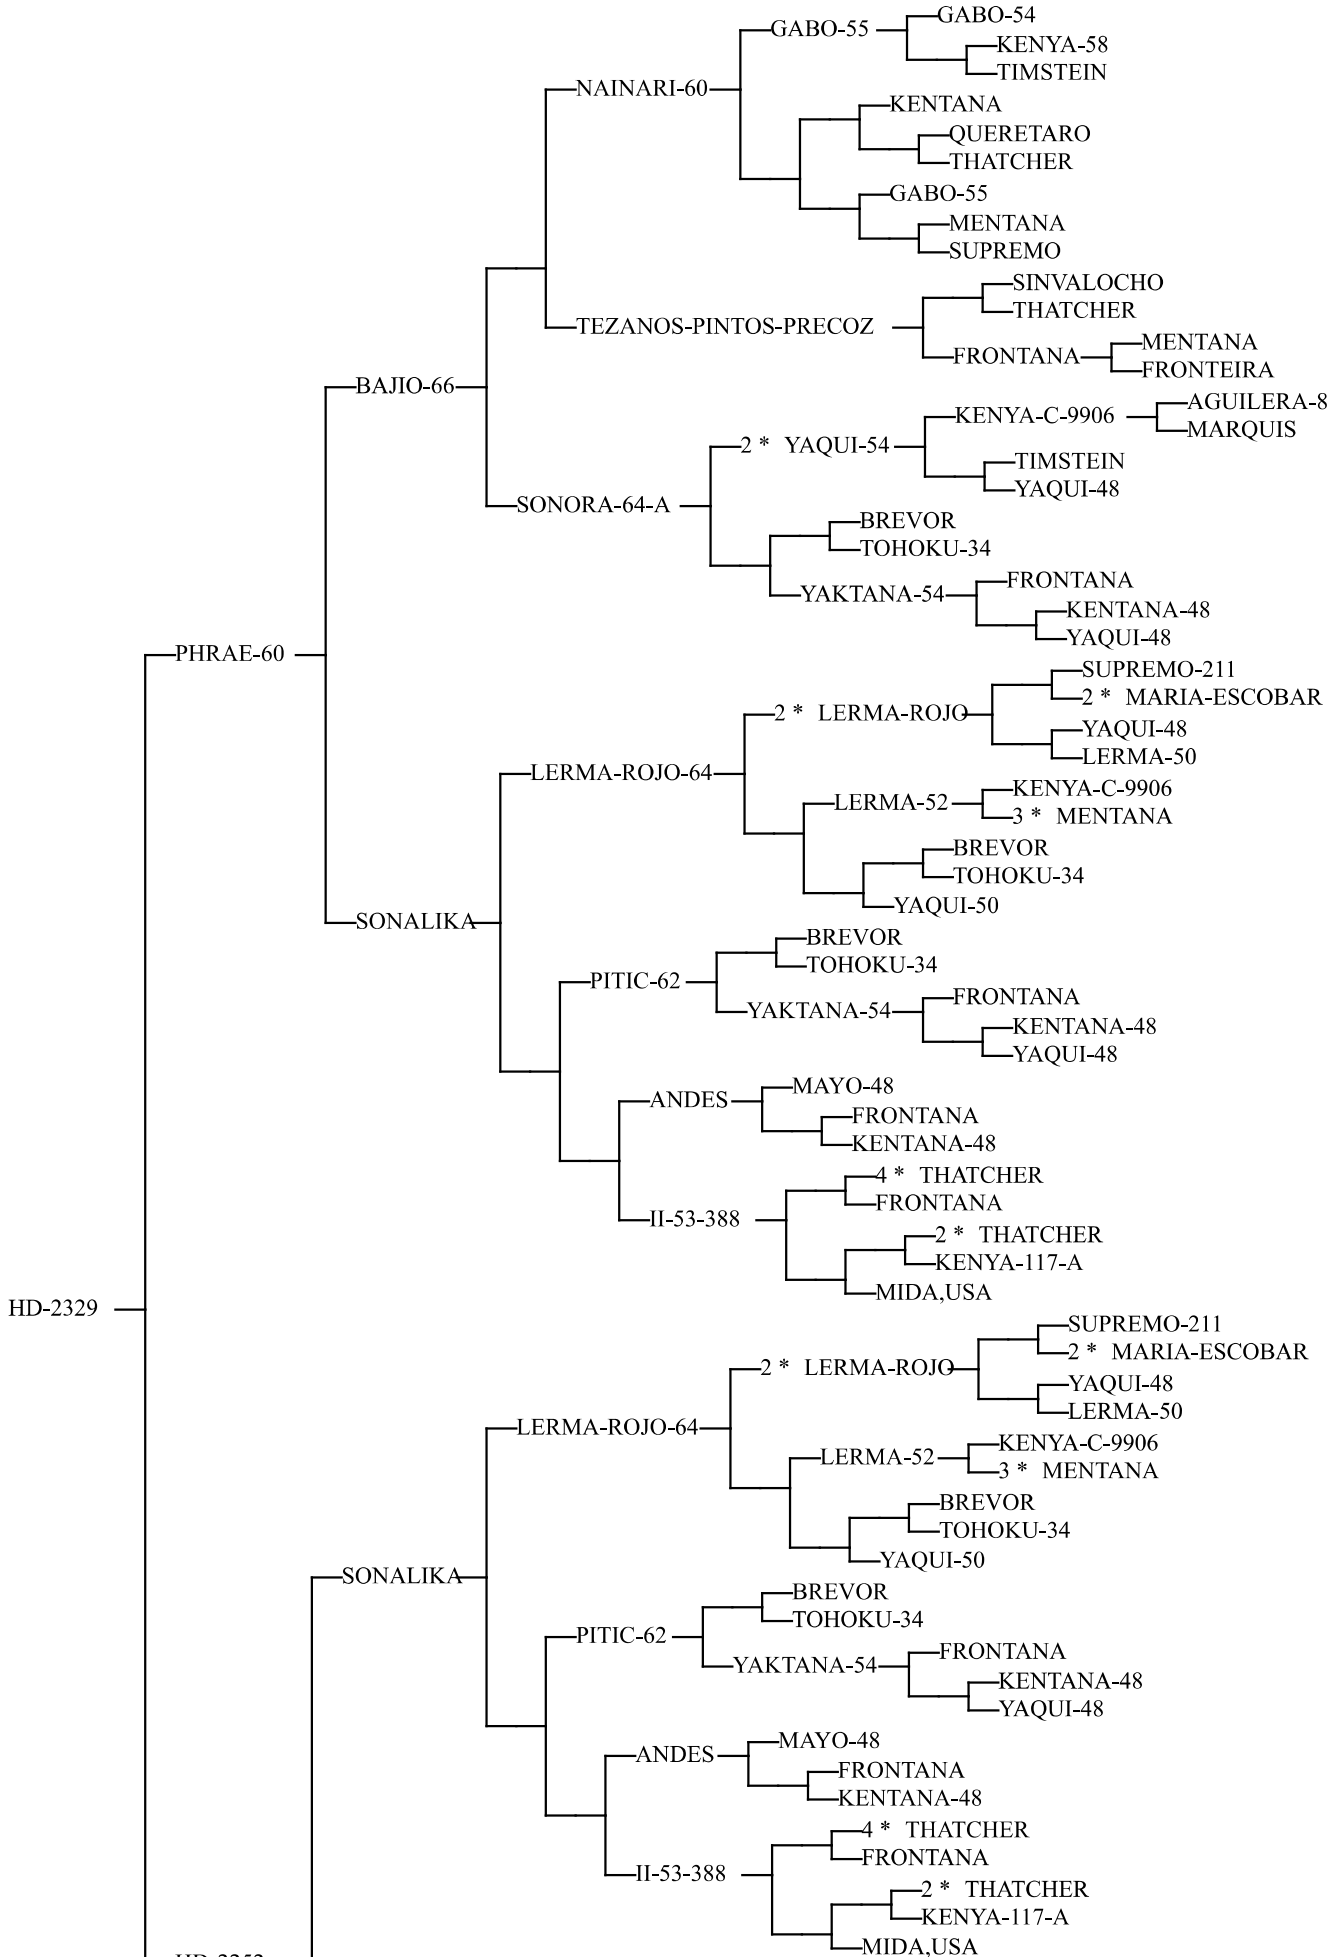 GABO-54
GABO-55
KENYA-58
TIMSTEIN
NAINARI-60
KENTANA
QUERETARO
THATCHER
GABO-55
MENTANA
SUPREMO
SINVALOCHO
THATCHER
TEZANOS-PINTOS-PRECOZ
MENTANA
FRONTANA
FRONTEIRA
BAJIO-66
AGUILERA-8
KENYA-C-9906
MARQUIS
2 * YAQUI-54
TIMSTEIN
YAQUI-48
SONORA-64-A
BREVOR
TOHOKU-34
FRONTANA
YAKTANA-54
KENTANA-48
YAQUI-48
PHRAE-60
SUPREMO-211
2 * MARIA-ESCOBAR
2 * LERMA-ROJO
YAQUI-48
LERMA-50
LERMA-ROJO-64
KENYA-C-9906
LERMA-52
3 * MENTANA
BREVOR
TOHOKU-34
YAQUI-50
SONALIKA
BREVOR
TOHOKU-34
PITIC-62
FRONTANA
YAKTANA-54
KENTANA-48
YAQUI-48
MAYO-48
ANDES
FRONTANA
KENTANA-48
4 * THATCHER
FRONTANA
II-53-388
2 * THATCHER
KENYA-117-A
MIDA,USA
HD-2329
SUPREMO-211
2 * MARIA-ESCOBAR
2 * LERMA-ROJO
YAQUI-48
LERMA-50
LERMA-ROJO-64
KENYA-C-9906
LERMA-52
3 * MENTANA
BREVOR
TOHOKU-34
YAQUI-50
SONALIKA
BREVOR
TOHOKU-34
PITIC-62
FRONTANA
YAKTANA-54
KENTANA-48
YAQUI-48
MAYO-48
ANDES
FRONTANA
KENTANA-48
4 * THATCHER
FRONTANA
II-53-388
2 * THATCHER
KENYA-117-A
MIDA,USA